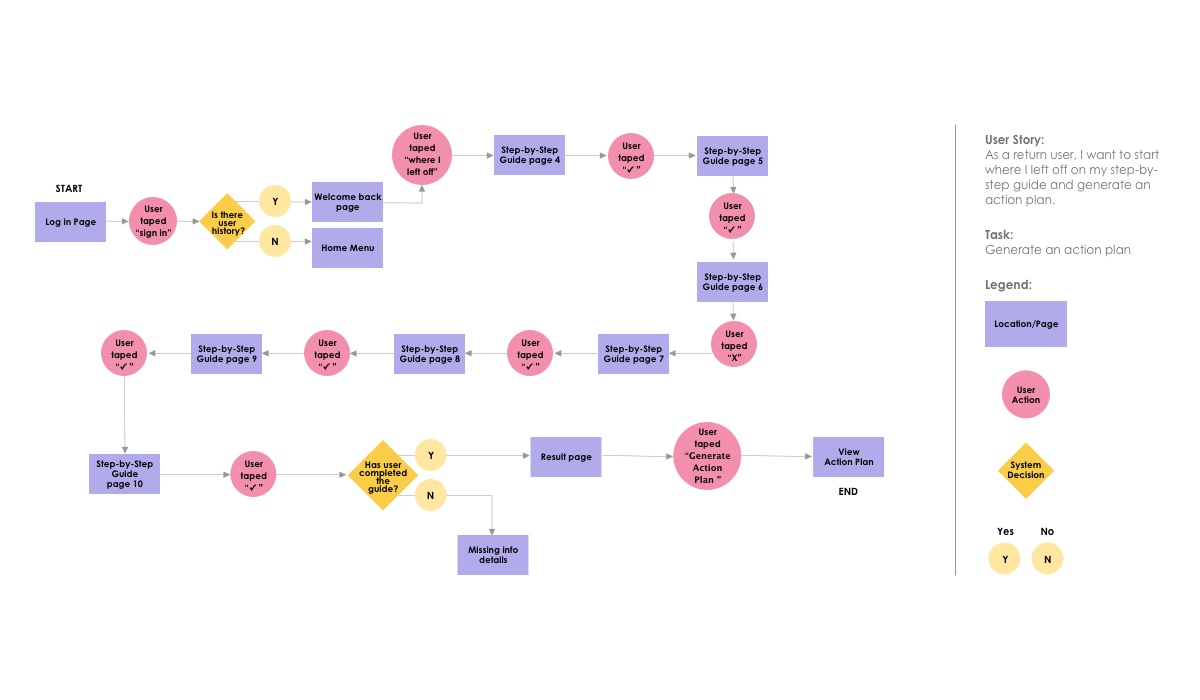 START
Log in Page
User
taped
“sign in”
Is there
user
history?
Y
N
Welcome back
page
Home Menu
User
taped
“where I
left off”
Step-by-Step
Guide page 4
User
taped
“✓”
Step-by-Step
Guide page 5
User
taped
“✓”
Step-by-Step
Guide page 6
User
taped
“X”
Step-by-Step
Guide page 7
User
taped
“✓”
Step-by-Step
Guide page 8
User
taped
“✓”
Step-by-Step
Guide page 9
User
taped
“✓”
Step-by-Step
Guide
page 10
User
taped
“✓”
Has user
completed
the
guide?
Y
N
Missing info
details
Result page
User
taped
“Generate
Action
Plan ”
View
Action Plan
END
User Story:
As a return user, I want to start
where I left off on my step-by-
step guide and generate an
action plan.
Task:
Generate an action plan
Legend:
Location/Page
User
Action
System
Decision
Yes No
Y N